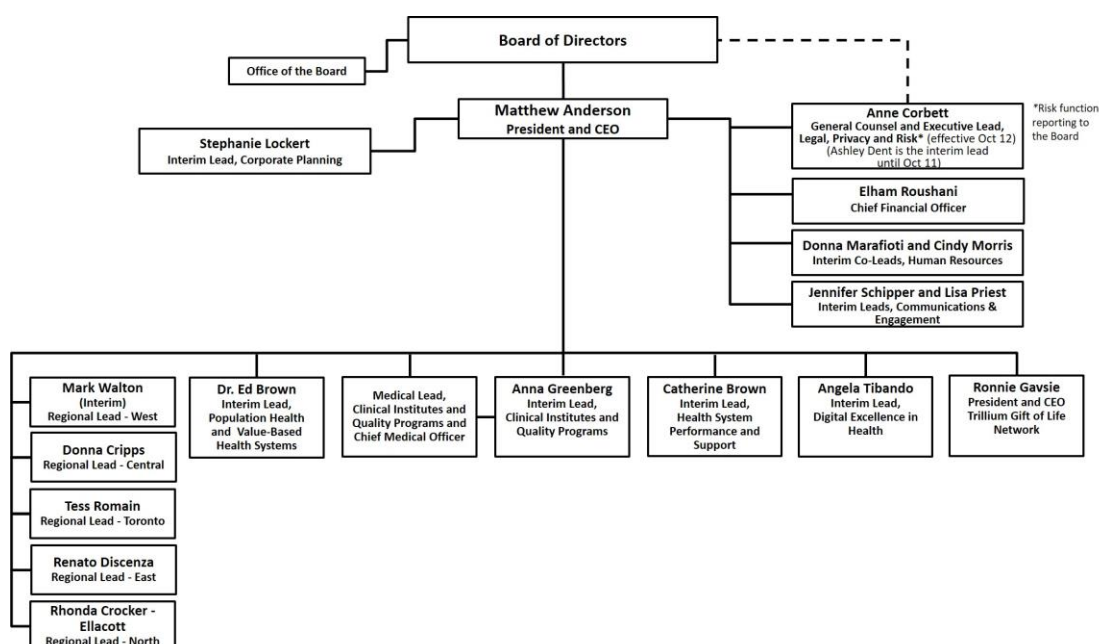 Board of Directors
Office of the Board
Matthew Anderson
President and CEO
Stephanie Lockert
Interim Lead, Corporate Planning
Anne Corbett
General Counsel and Executive Lead,
Legal, Privacy and Risk* (effective Oct 12)
(Ashley Dent is the interim lead
until Oct 11)
*Risk function
reporting to
the Board
Elham Roushani
Chief Financial Officer
Donna Marafioti and Cindy Morris
Interim Co-Leads, Human Resources
Jennifer Schipper and Lisa Priest
Interim Leads, Communications &
Engagement
Mark Walton
(Interim)
Regional Lead - West
Donna Cripps
Regional Lead - Central
Tess Romain
Regional Lead - Toronto
Renato Discenza
Regional Lead - East
Rhonda Crocker -
Ellacott
Regional Lead - North
Dr. Ed Brown
Interim Lead,
Population Health
and Value-Based
Health Systems
Medical Lead,
Clinical Institutes and
Quality Programs and
Chief Medical Officer
Anna Greenberg
Interim Lead,
Clinical Institutes and
Quality Programs
Catherine Brown
Interim Lead,
Health System
Performance and
Support
Angela Tibando
Interim Lead,
Digital Excellence in
Health
Ronnie Gavsie
President and CEO
Trillium Gift of Life
Network